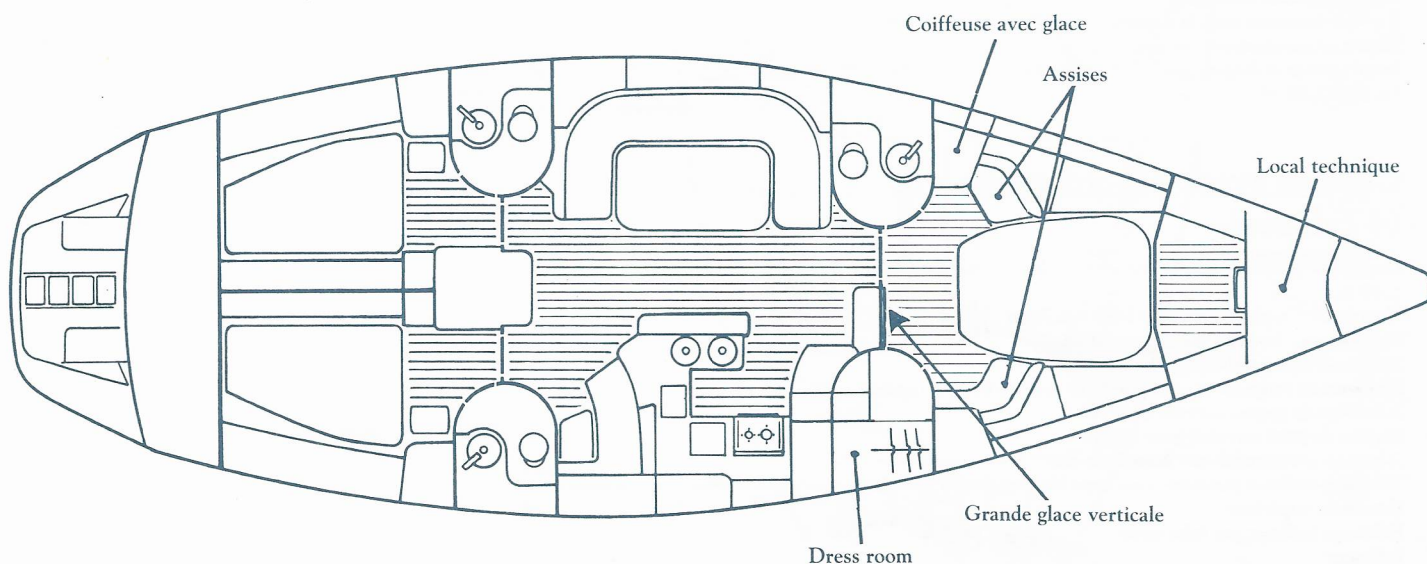 Coiffeuse avec glace
Assises
Local technique
Grande glace verticale
Dress room